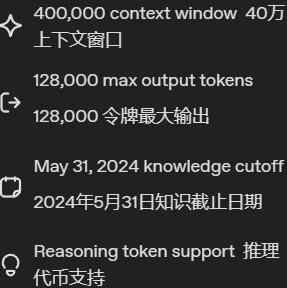 400,000 context window 40万
上下文窗口
128,000 max output tokens
128,000 令牌最大输出
May 31, 2024 knowledge cutoff
2024年5月31日知识截止日期
Reasoning token support 推理
代币支持